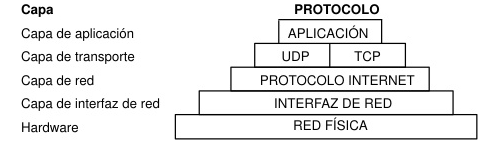 Capa PROTOCOLO
Capa de aplicación APLICACIÓN
Capa de transporte UDP TCP
Capa de red PROTOCOLO INTERNET
Capa de interfaz de red INTERFAZ DE RED
Hardware RED FÍSICA